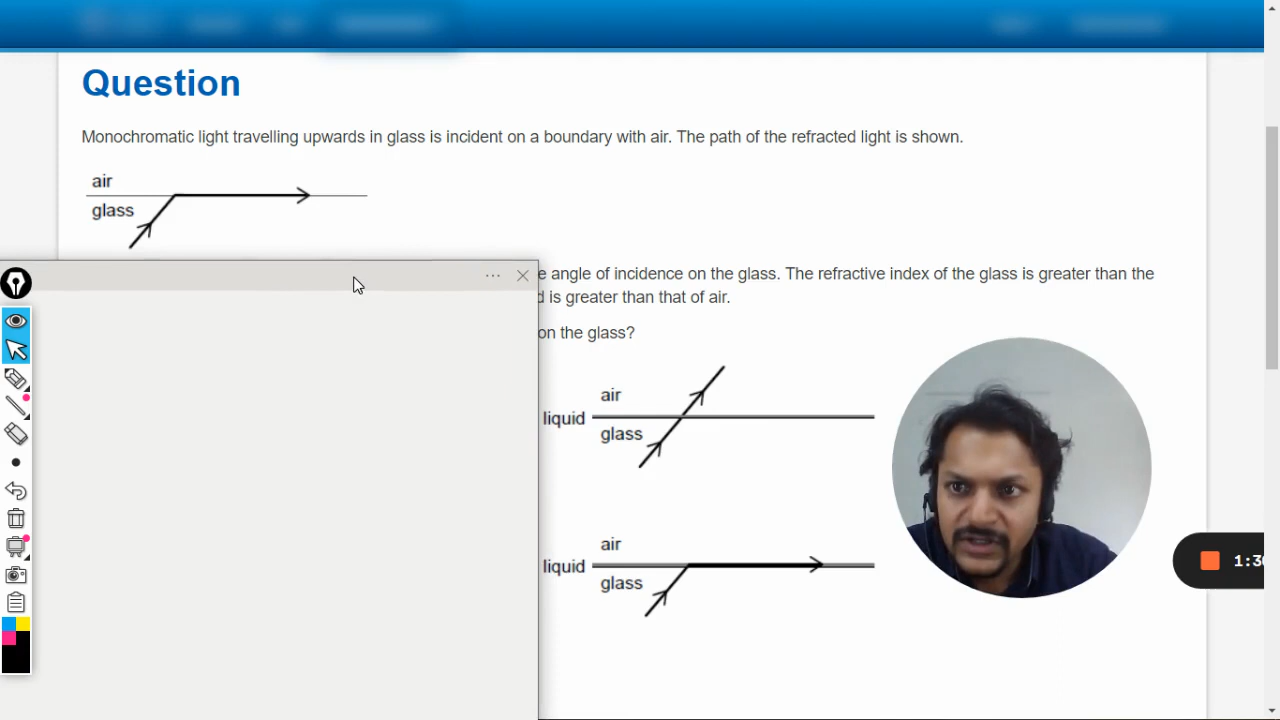 Question
Monochromatic light travelling upwards in glass is incident on a boundary with air. The path of the refracted light is shown.
air
glass
angle of incidence on the glass. The refractive index of the glass is greater than the
is greater than that of air.
on the glass?
air
liquid
glass
air
liquid
glass